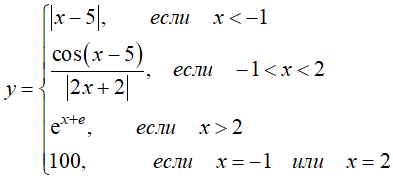 y = { |x−5|, если x < −1
cos(x−5) / |2x+2|, если −1 < x < 2
e^{x+e}, если x > 2
100, если x = −1 или x = 2